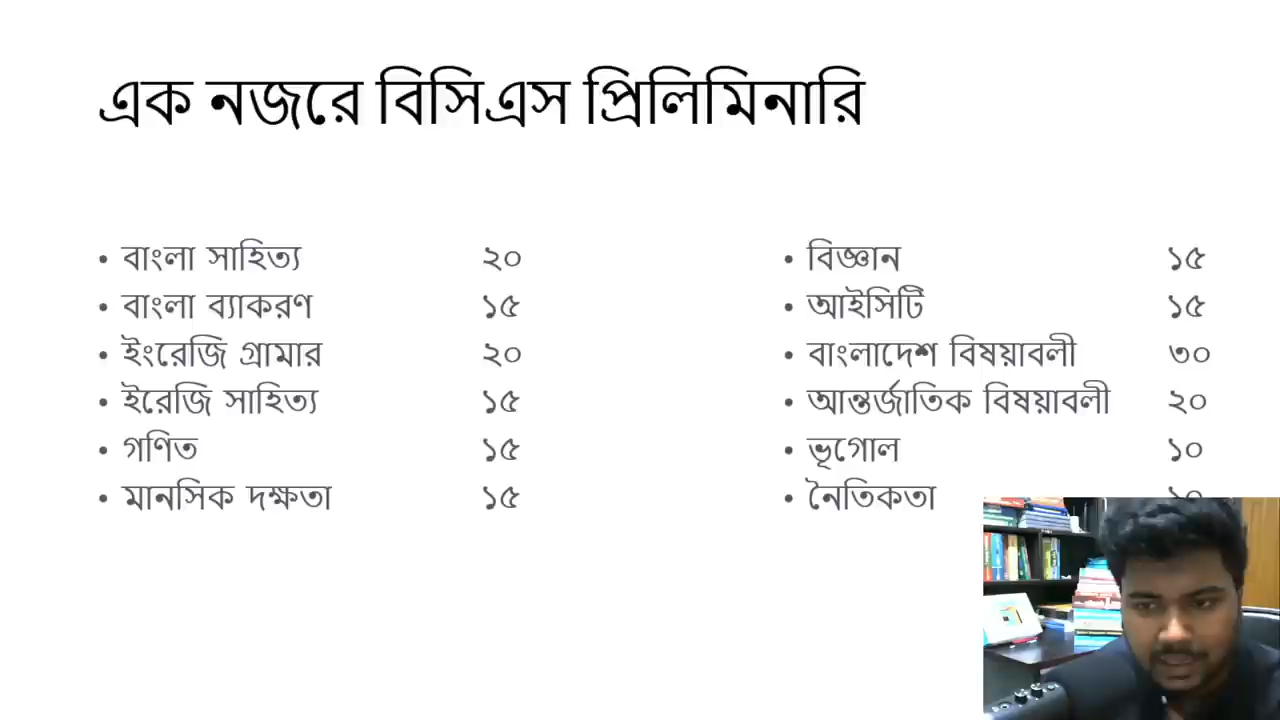 এক নজরে বিসিএস প্রিলিমিনারি
• বাংলা সাহিত্য ২০
• বাংলা ব্যাকরণ ১৫
• ইংরেজি গ্রামার ২০
• ইরেজি সাহিত্য ১৫
• গণিত ১৫
• মানসিক দক্ষতা ১৫
• বিজ্ঞান ১৫
• আইসিটি ১৫
• বাংলাদেশ বিষয়াবলী ৩০
• আন্তর্জাতিক বিষয়াবলী ২০
• ভূগোল ১০
• নৈতিকতা